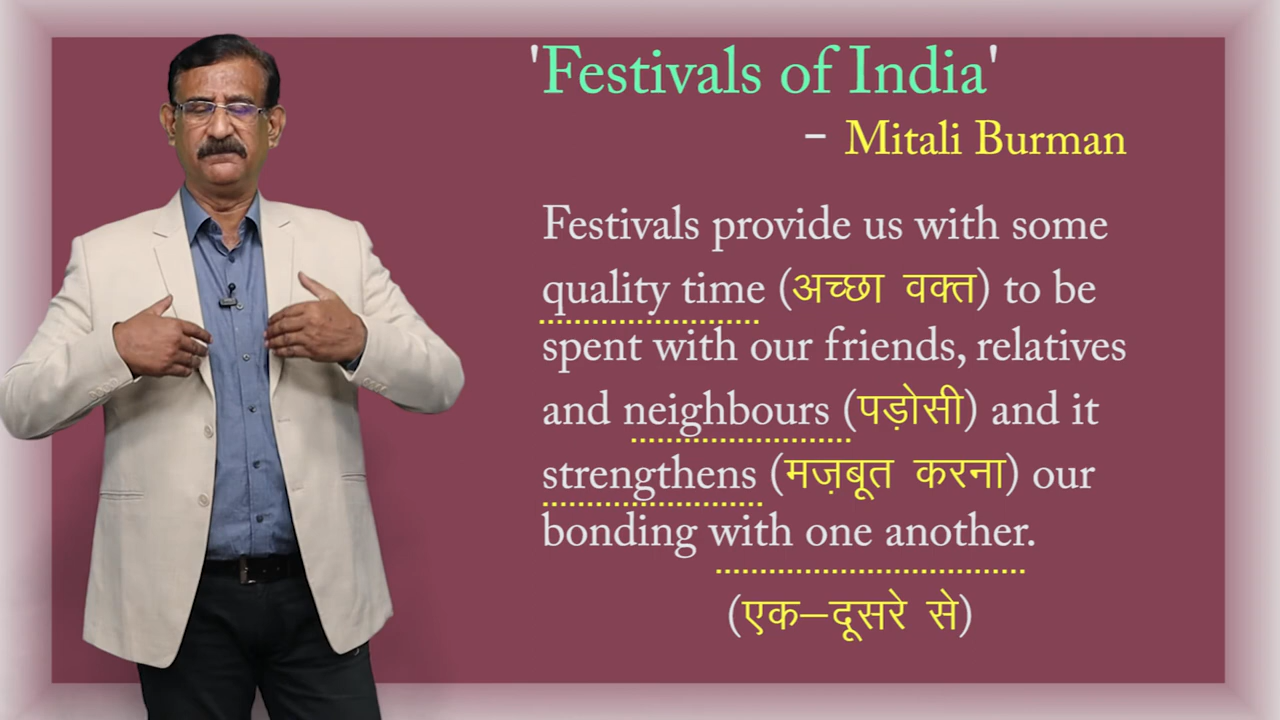 'Festivals of India'
- Mitali Burman
Festivals provide us with some
quality time (अच्छा वक्त) to be
spent with our friends, relatives
and neighbours (पड़ोसी) and it
strengthens (मज़बूत करना) our
bonding with one another.
(एक–दूसरे से)